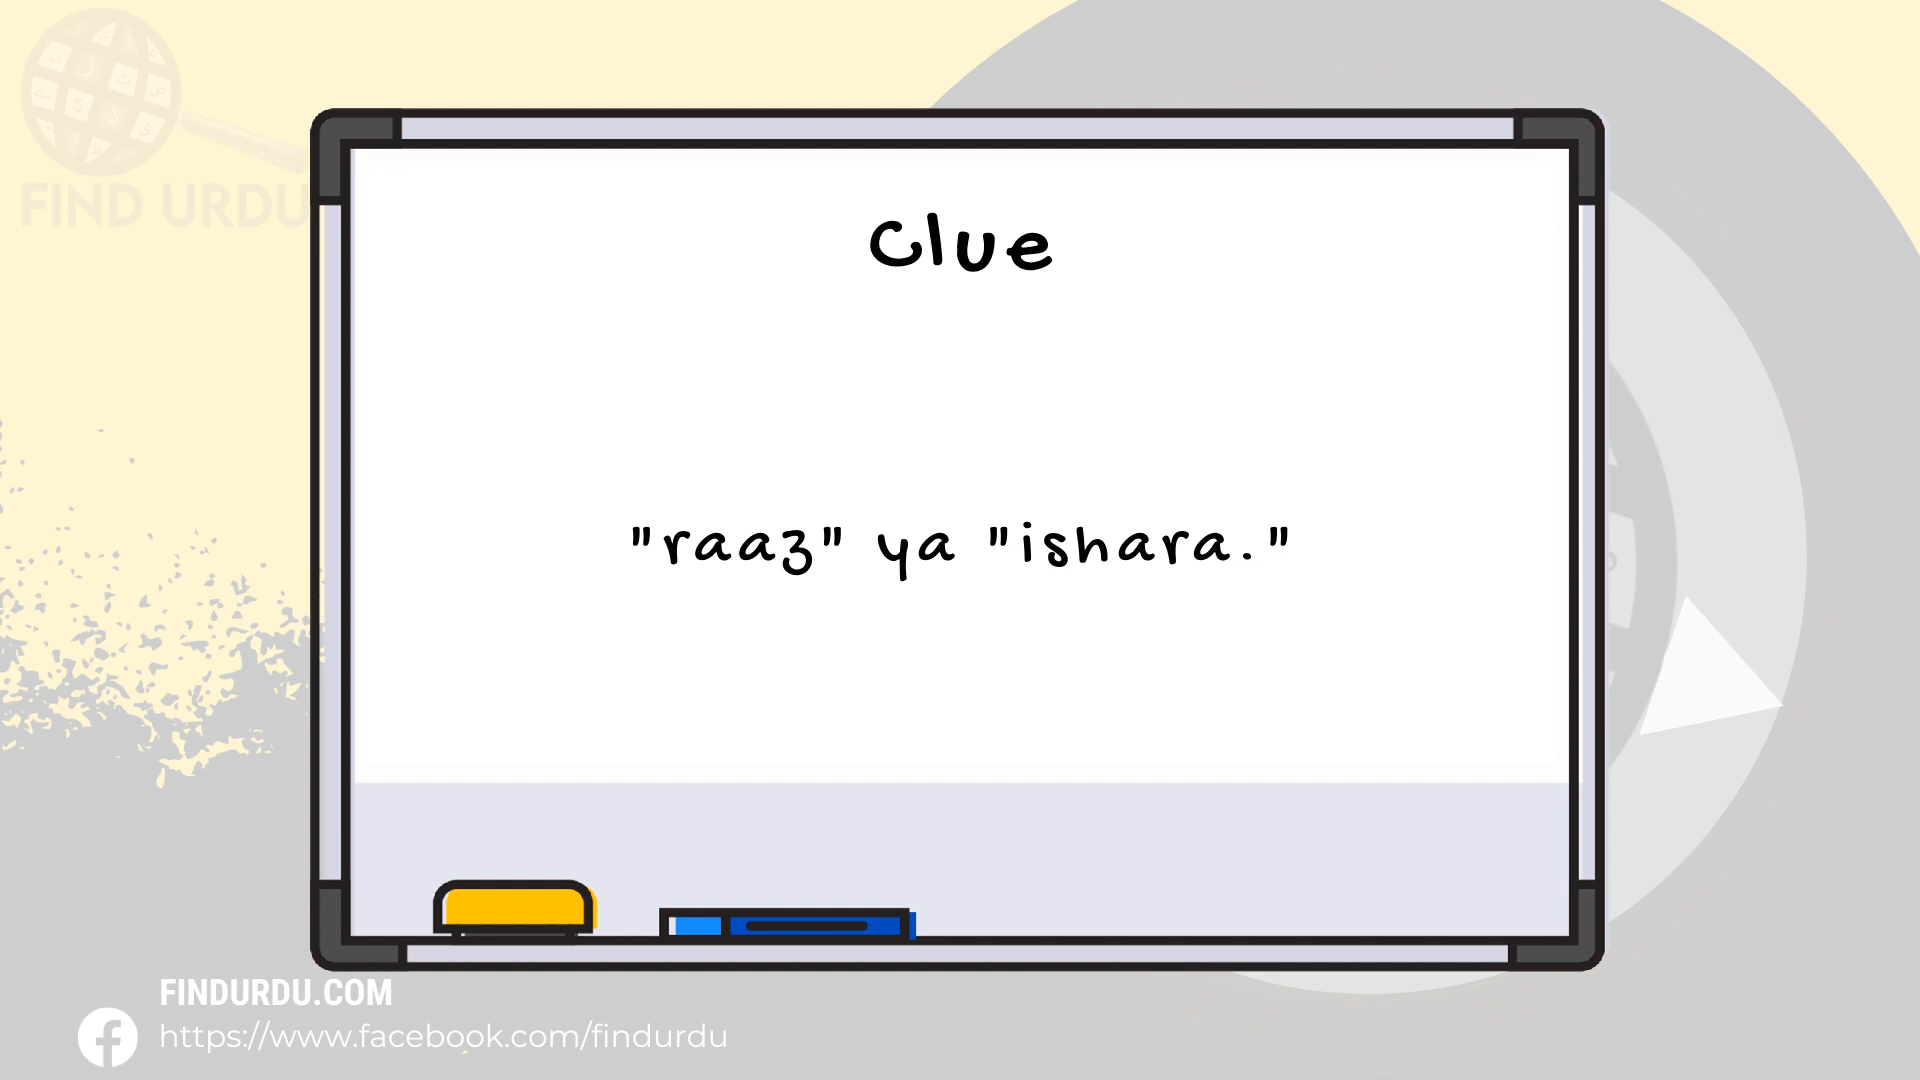 FIND URDU
Clue
"raaz" ya "ishara."
FINDURDU.COM
https://www.facebook.com/findurdu